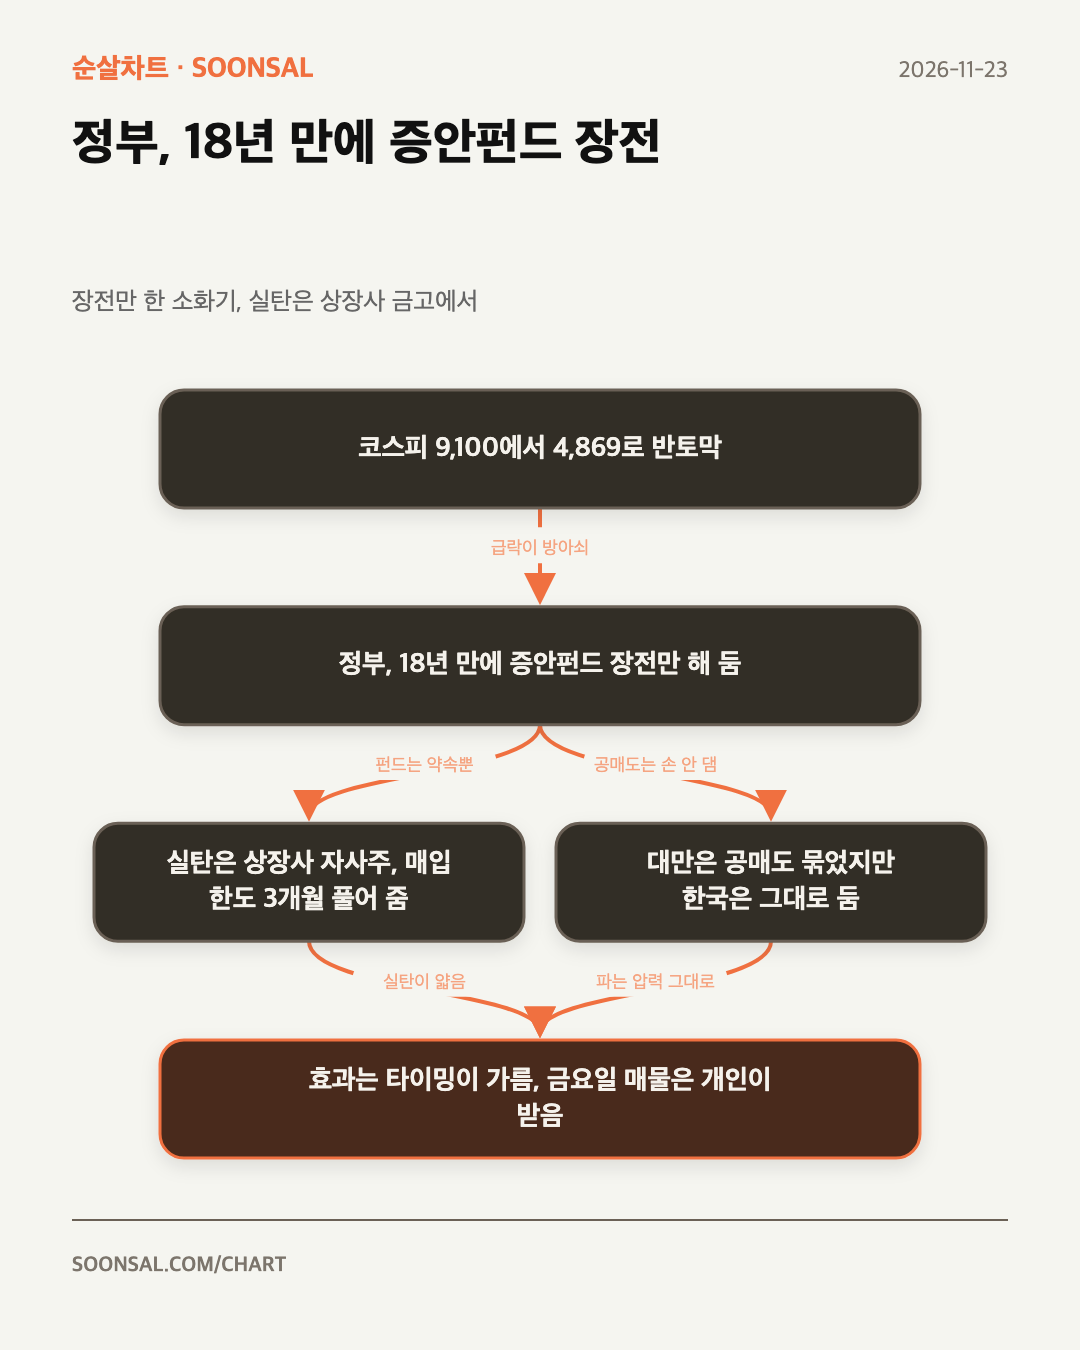 순살차트 · SOONSAL
2026-11-23
정부, 18년 만에 증안펀드 장전
장전만 한 소화기, 실탄은 상장사 금고에서
코스피 9,100에서 4,869로 반토막
급락이 방아쇠
정부, 18년 만에 증안펀드 장전만 해 둠
펀드는 약속뿐
공매도는 손 안 댐
실탄은 상장사 자사주, 매입
한도 3개월 풀어 줌
대만은 공매도 묶었지만
한국은 그대로 둠
실탄이 얇음
파는 압력 그대로
효과는 타이밍이 가름, 금요일 매물은 개인이
받음
SOONSAL.COM/CHART